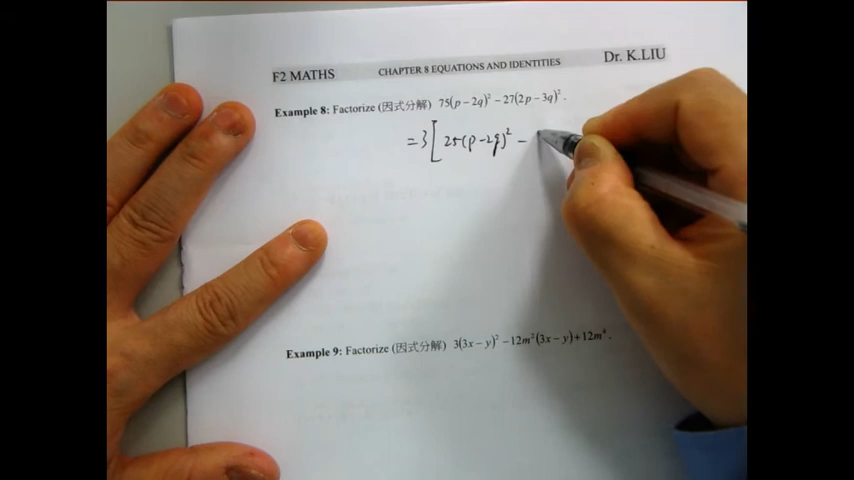 F2 MATHS CHAPTER 8 EQUATIONS AND IDENTITIES Dr. K.LIU
Example 8: Factorize (因式分解) 75(p − 2q)² − 27(2p − 3q)².
= 3[25(p − 2q)² −
Example 9: Factorize (因式分解) 3(3x − y)² − 12m²(3x − y) + 12m⁴.